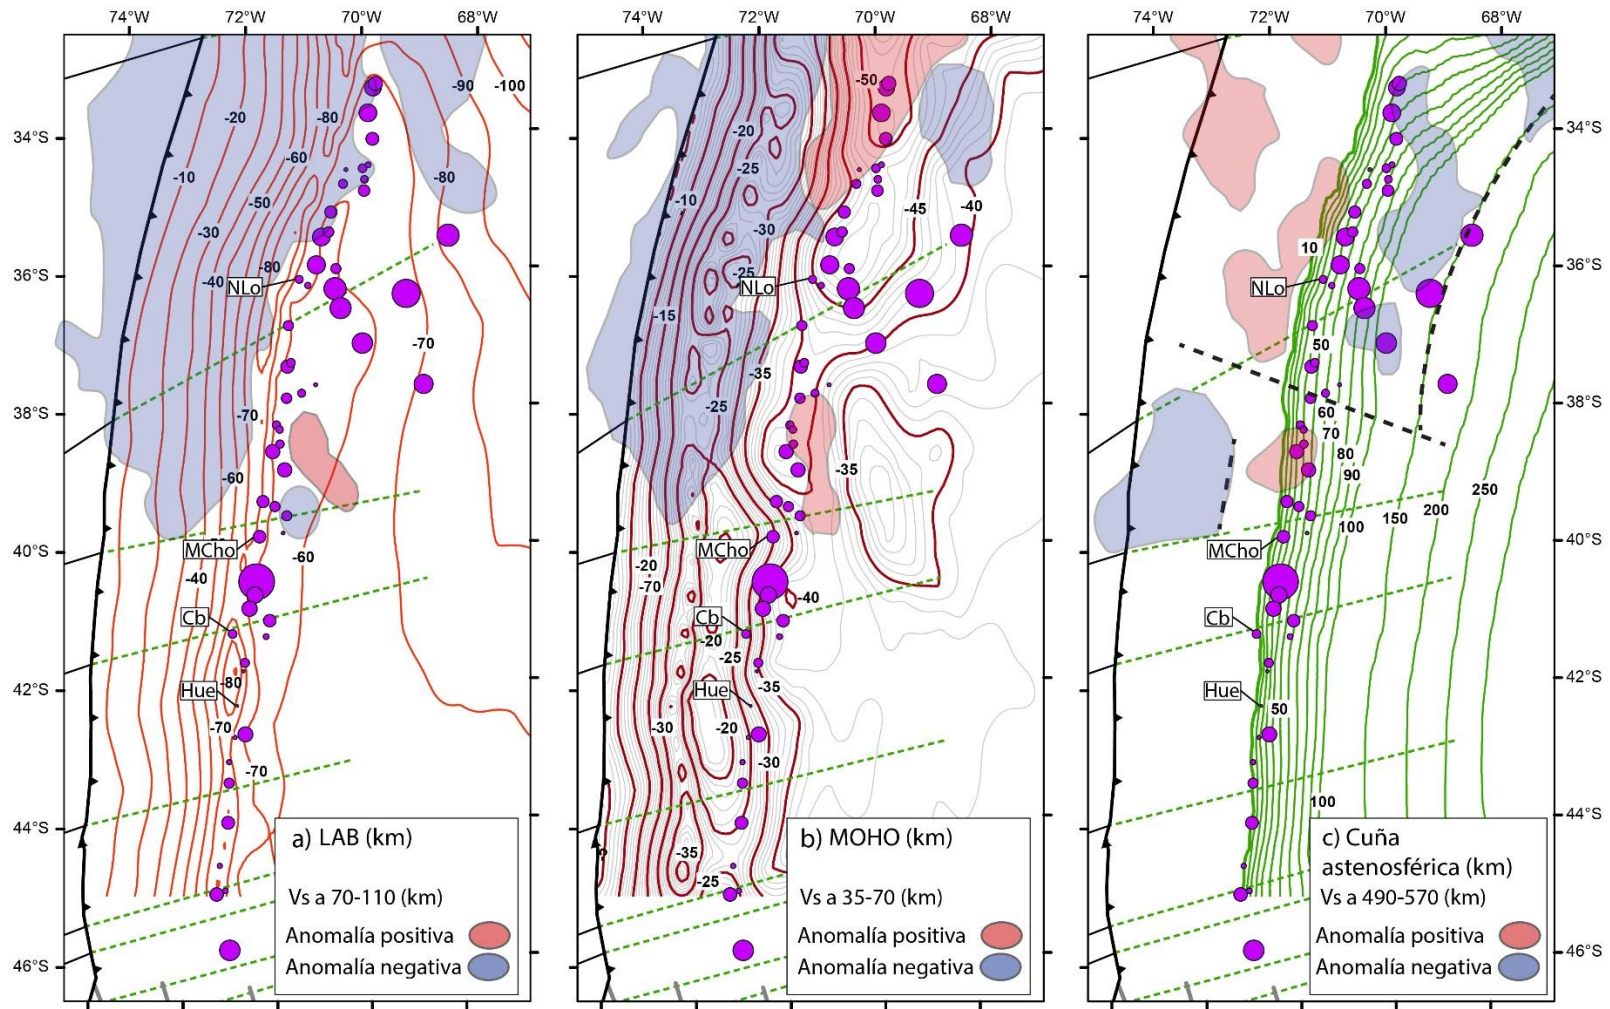 74°W 72°W 70°W 68°W
74°W 72°W 70°W 68°W
74°W 72°W 70°W 68°W
34°S
36°S
38°S
40°S
42°S
44°S
46°S
-90
-100
-20
-80
-60
-10
-80
-50
-30
-80
-40
NLo
-70
-70
-60
MCho
-60
-40
Cb
-80
Hue
-70
-70
a) LAB (km)
Vs a 70-110 (km)
Anomalía positiva
Anomalía negativa
-50
-20
-25
-10
-45
-40
-30
-25
NLo
-15
-35
-25
-35
MCho
-20
-70
-40
Cb
-20
-25
Hue
-35
-30
-20
-30
-35
-25
b) MOHO (km)
Vs a 35-70 (km)
Anomalía positiva
Anomalía negativa
34°S
36°S
38°S
40°S
42°S
44°S
46°S
10
NLo
50
60
70
80
90
250
200
150
100
MCho
Cb
Hue
50
100
c) Cuña
astenosférica (km)
Vs a 490-570 (km)
Anomalía positiva
Anomalía negativa